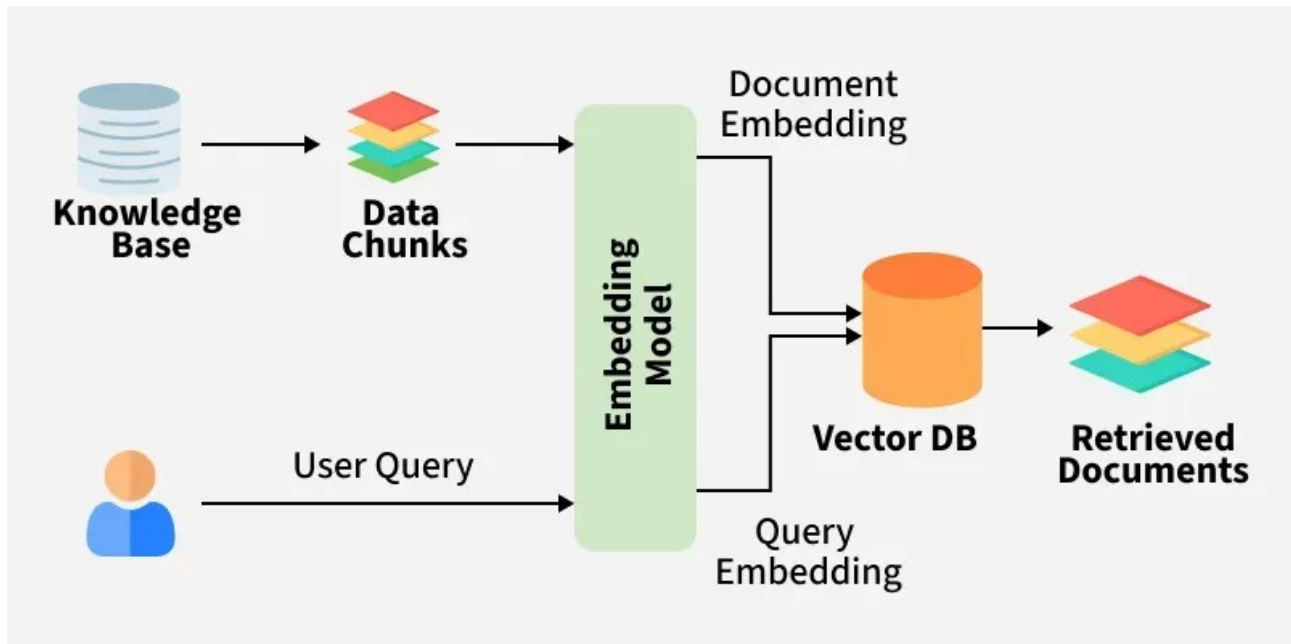 Document
Embedding
Knowledge
Base
Data
Chunks
Embedding
Model
User Query
Vector DB
Retrieved
Documents
Query
Embedding